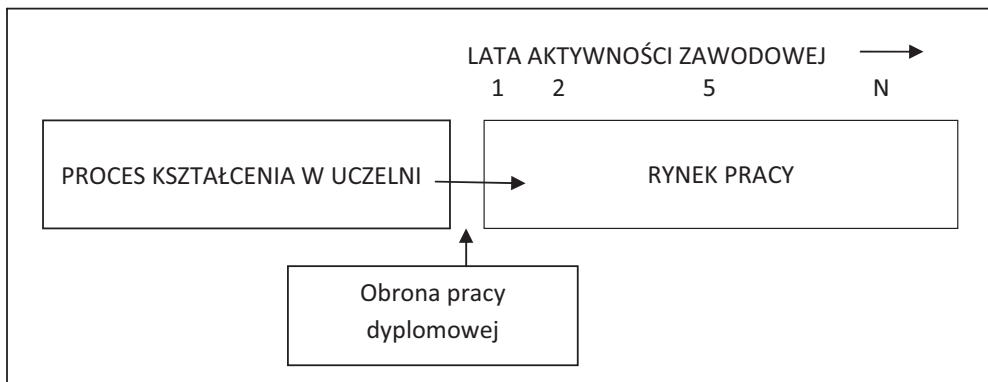 LATA AKTYWNOŚCI ZAWODOWEJ
1 2 5 N
PROCES KSZTAŁCENIA W UCZELNI
RYNEK PRACY
Obrona pracy
dyplomowej